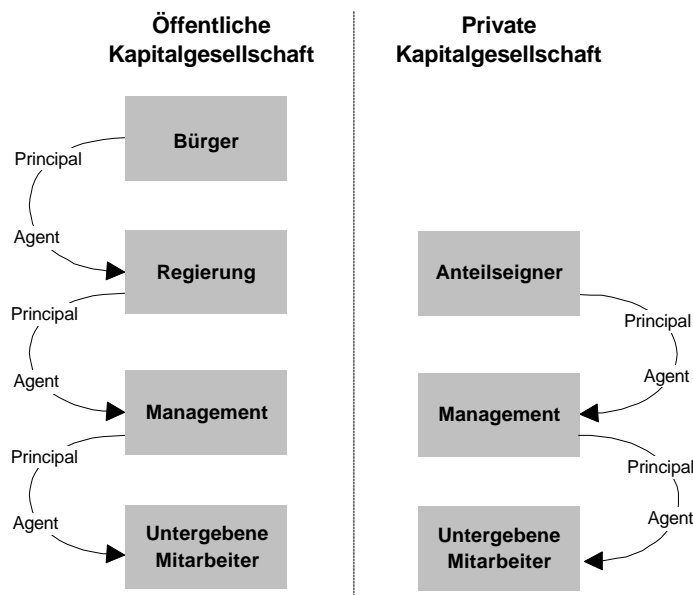 Öffentliche
Kapitalgesellschaft
Bürger
Principal
Agent
Regierung
Principal
Agent
Management
Principal
Agent
Untergebene
Mitarbeiter
Private
Kapitalgesellschaft
Anteilseigner
Principal
Agent
Management
Principal
Agent
Untergebene
Mitarbeiter